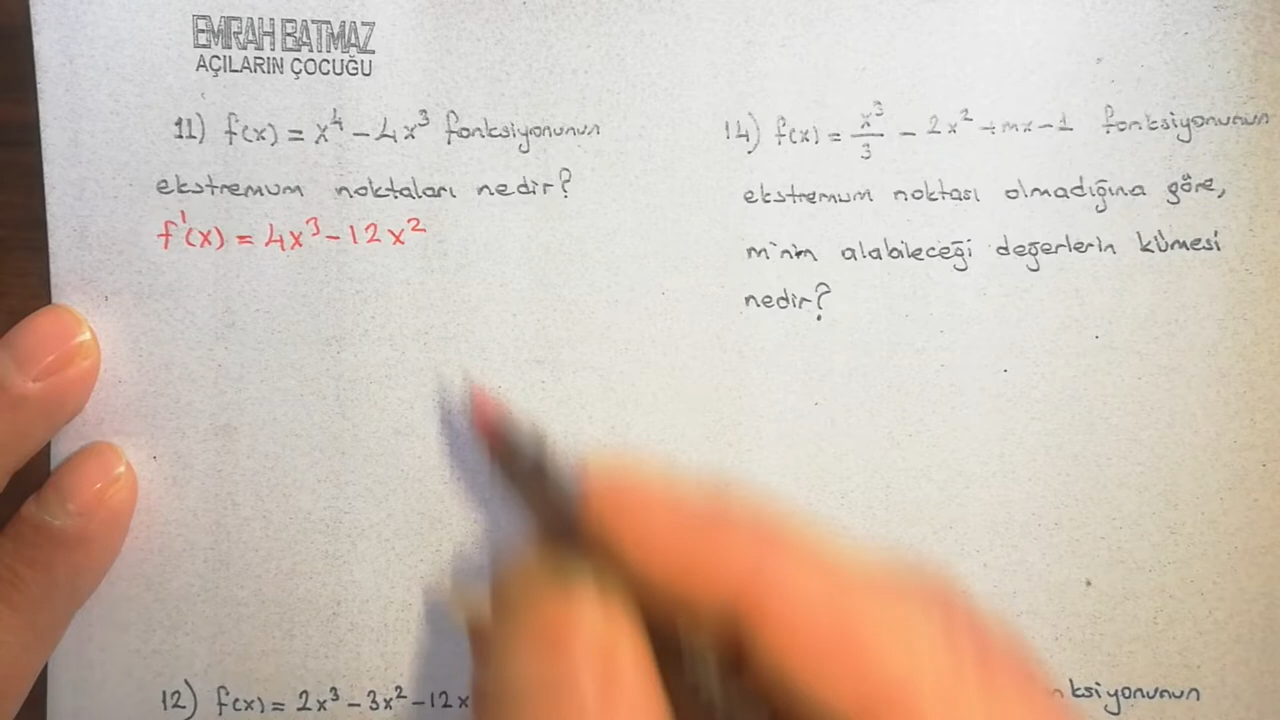 EMRAH BATMAZ
AÇILARIN ÇOCUĞU
11) f(x) = x⁴ - 4x³ fonksiyonunun
ekstremum noktaları nedir?
f'(x) = 4x³ - 12x²
14) f(x) = x³/3 - 2x² + mx - 1 fonksiyonunun
ekstremum noktası olmadığına göre,
m'nin alabileceği değerlerin kümesi
nedir?
12) f(x) = 2x³ - 3x² - 12x
ksiyonunun